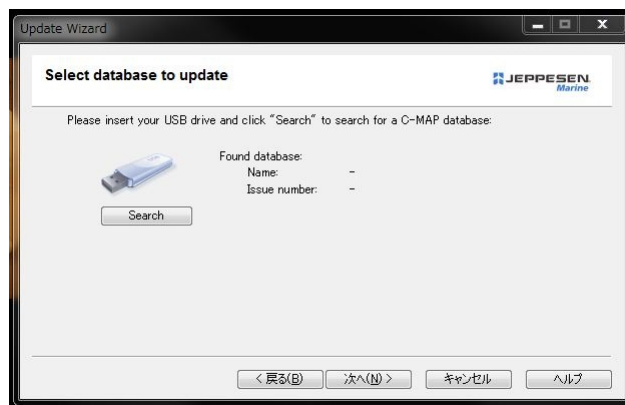 Update Wizard
Select database to update
JEPPESEN
Marine
Please insert your USB drive and click "Search" to search for a C-MAP database:
Found database:
Name: -
Issue number: -
Search
< 戻る(B) 次へ(N) > キャンセル ヘルプ